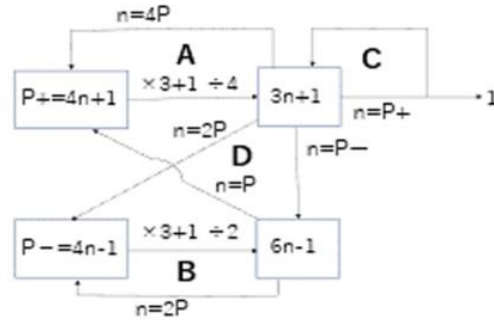 n=4P
A
C
P+=4n+1
×3+1 ÷4
3n+1
1
n=P+
n=2P
D
n=P−
n=P
P−=4n-1
×3+1 ÷2
6n-1
B
n=2P